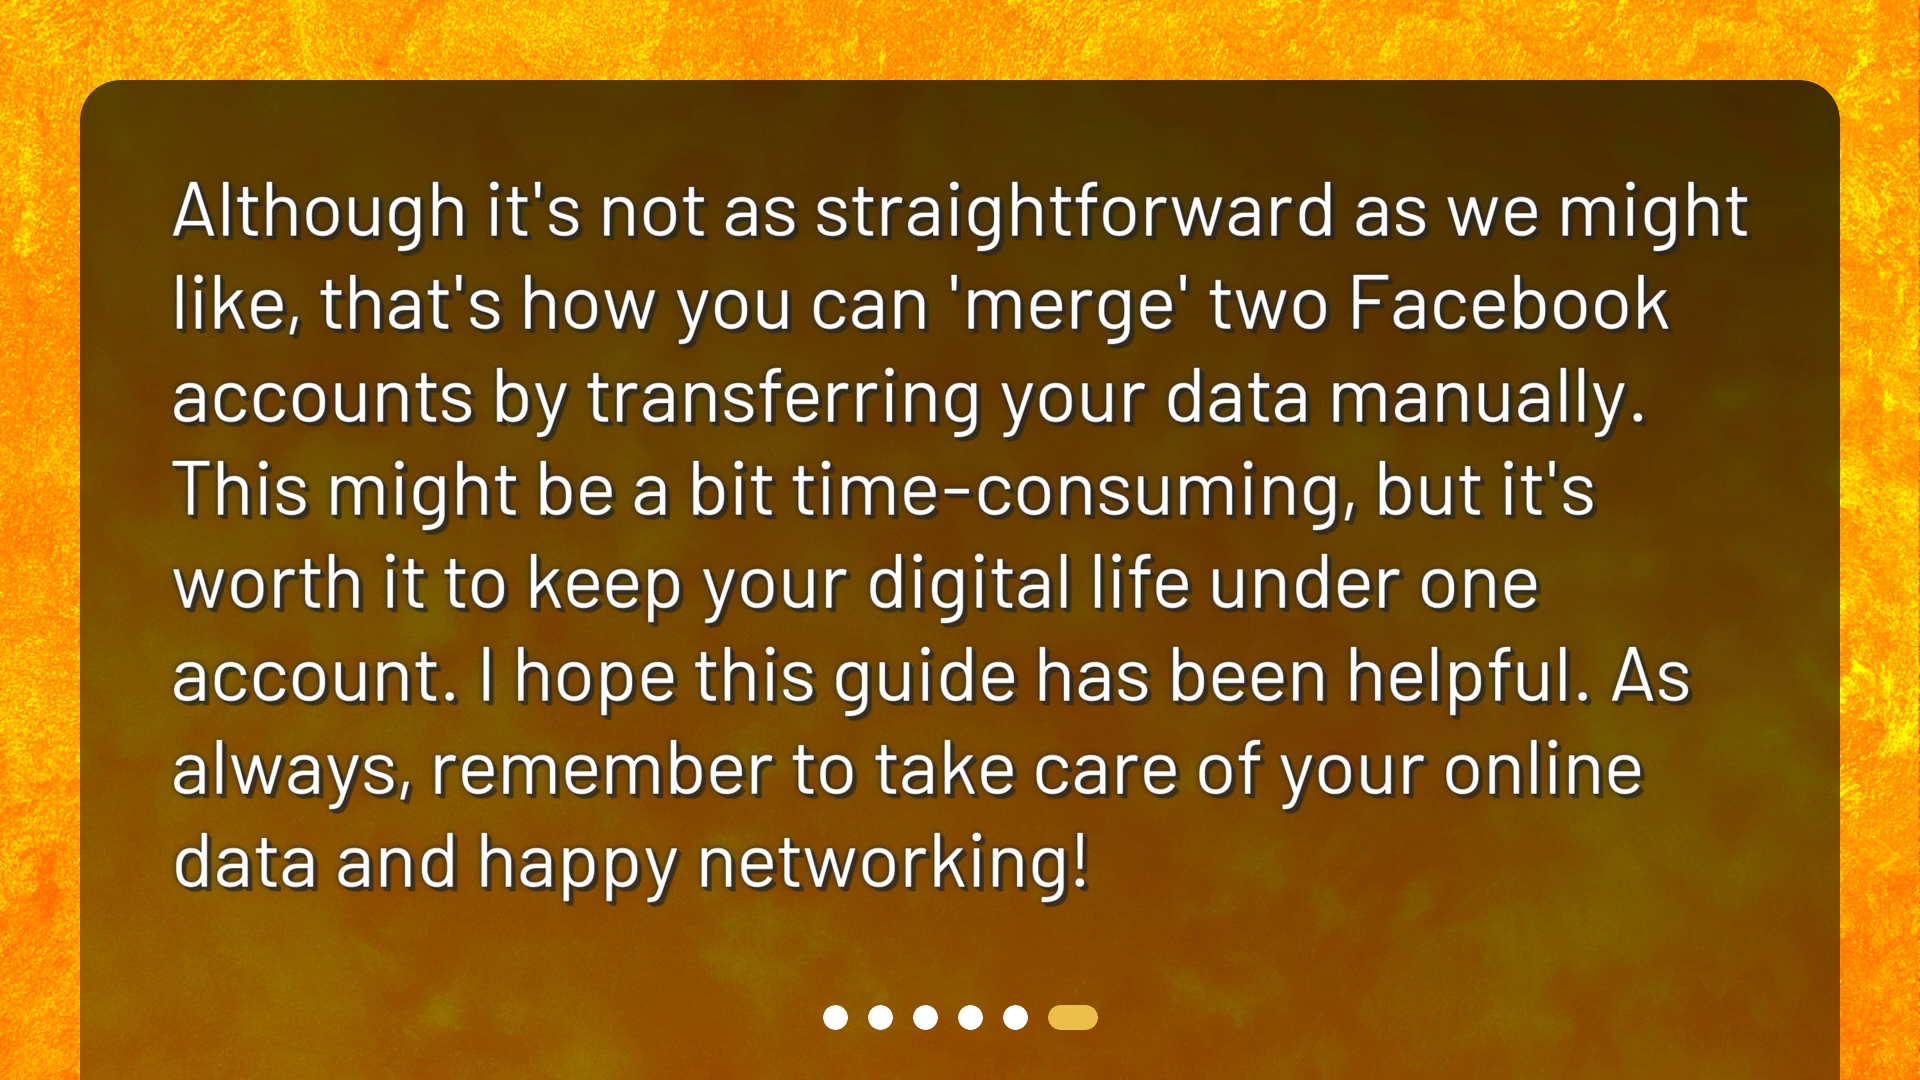 Although it's not as straightforward as we might
like, that's how you can 'merge' two Facebook
accounts by transferring your data manually.
This might be a bit time-consuming, but it's
worth it to keep your digital life under one
account. I hope this guide has been helpful. As
always, remember to take care of your online
data and happy networking!